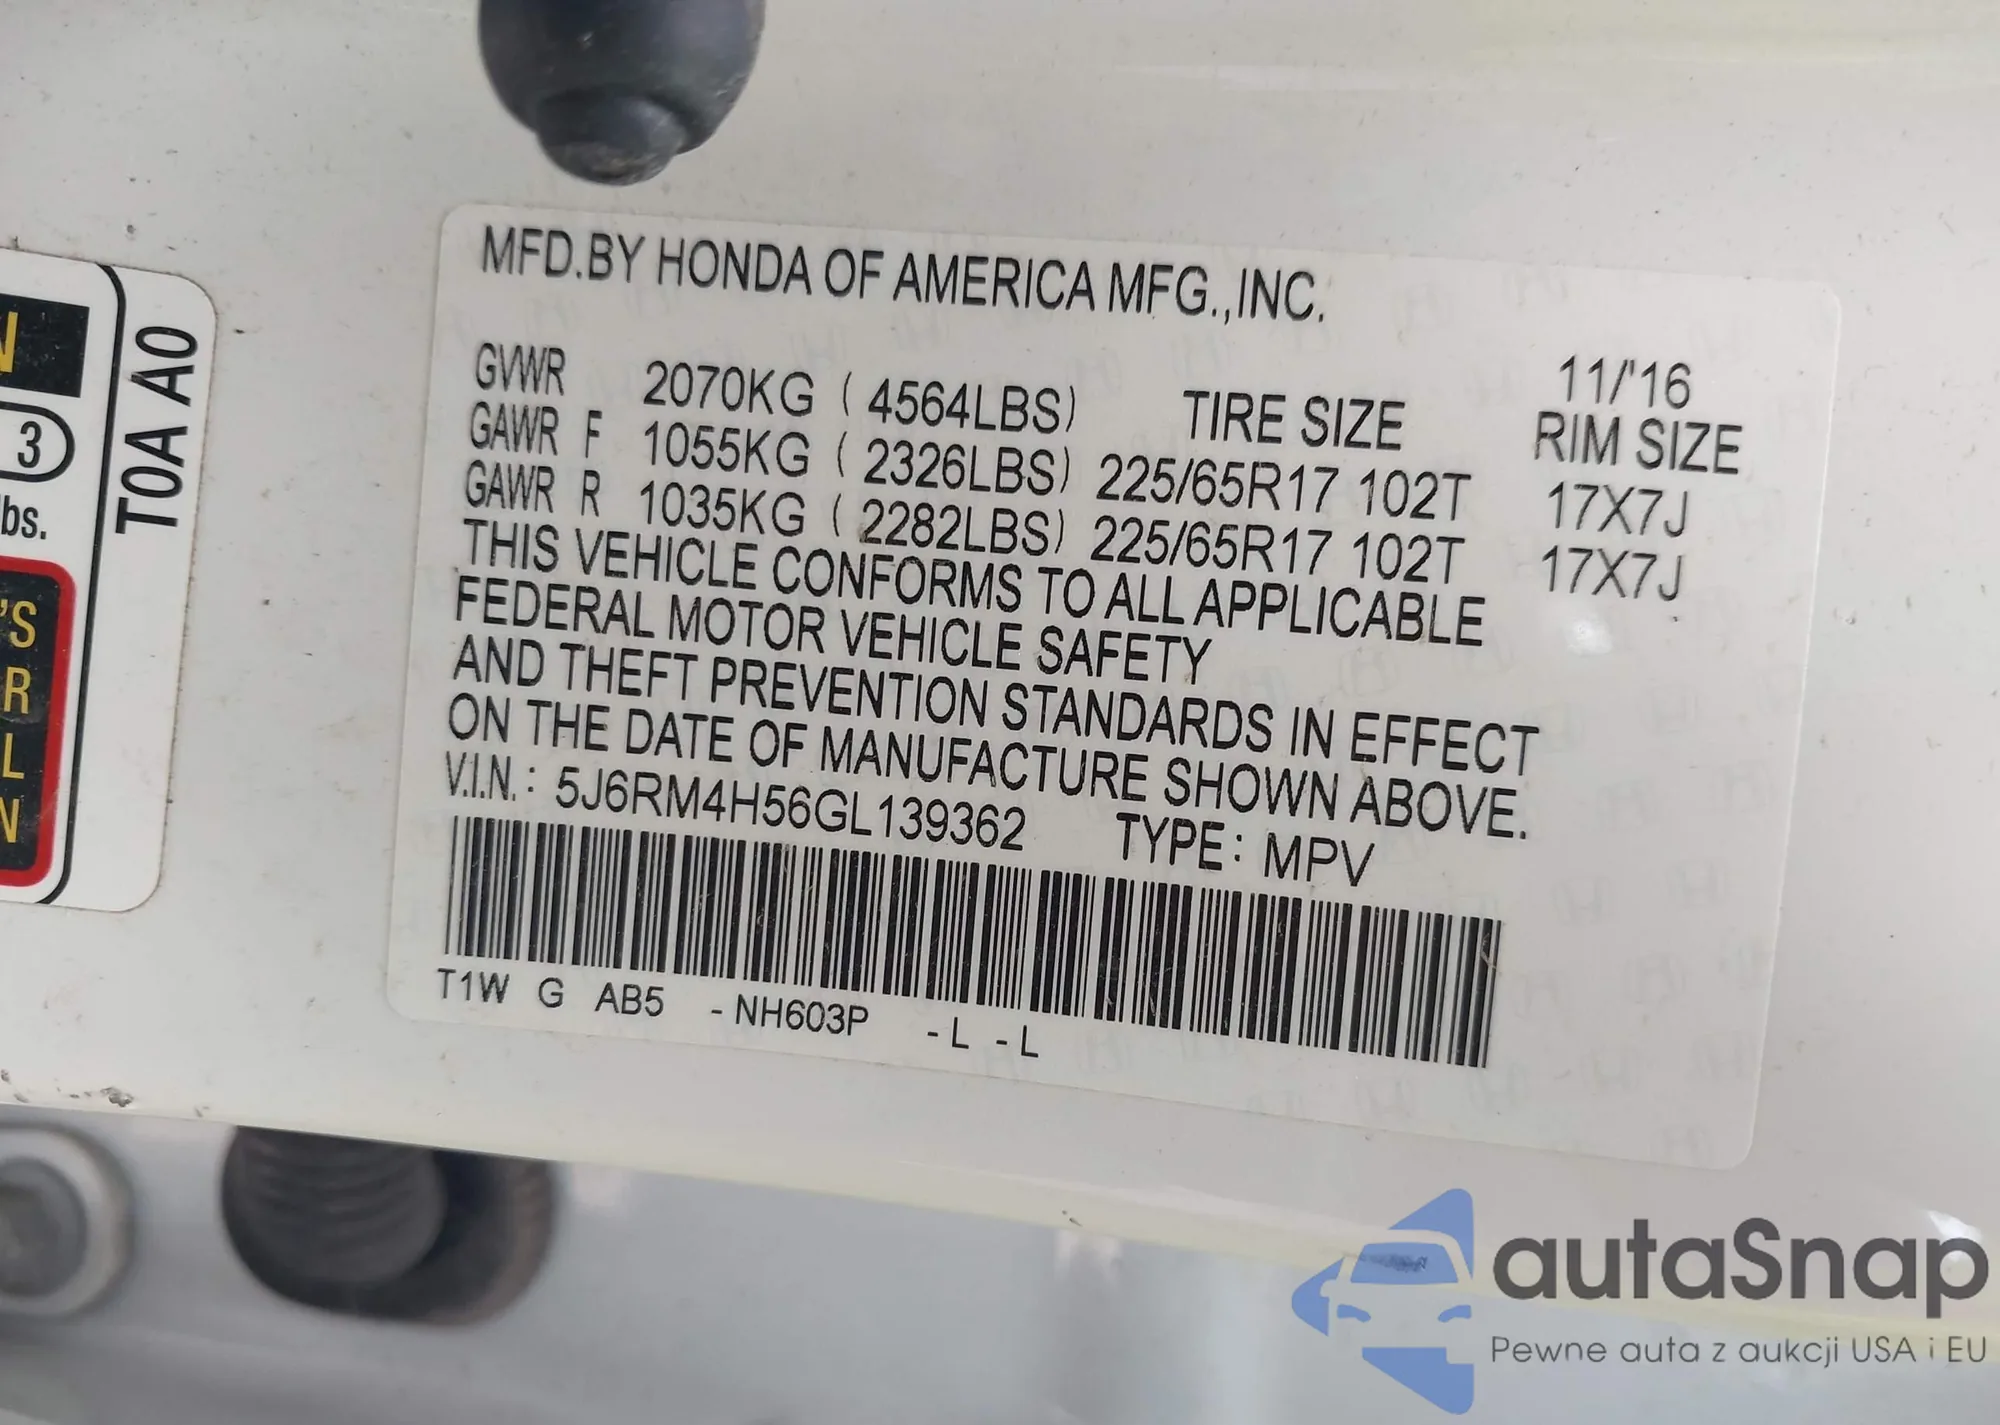 MFD.BY HONDA OF AMERICA MFG.,INC.
11/'16
GVWR 2070KG ( 4564LBS) TIRE SIZE RIM SIZE
GAWR F 1055KG ( 2326LBS) 225/65R17 102T 17X7J
GAWR R 1035KG ( 2282LBS) 225/65R17 102T 17X7J
THIS VEHICLE CONFORMS TO ALL APPLICABLE
FEDERAL MOTOR VEHICLE SAFETY
AND THEFT PREVENTION STANDARDS IN EFFECT
ON THE DATE OF MANUFACTURE SHOWN ABOVE.
V.I.N.: 5J6RM4H56GL139362 TYPE: MPV
T1W G AB5 -NH603P -L -L
T0A A0
N
3
bs.
'S
R
L
N
autaSnap
Pewne auta z aukcji USA i EU